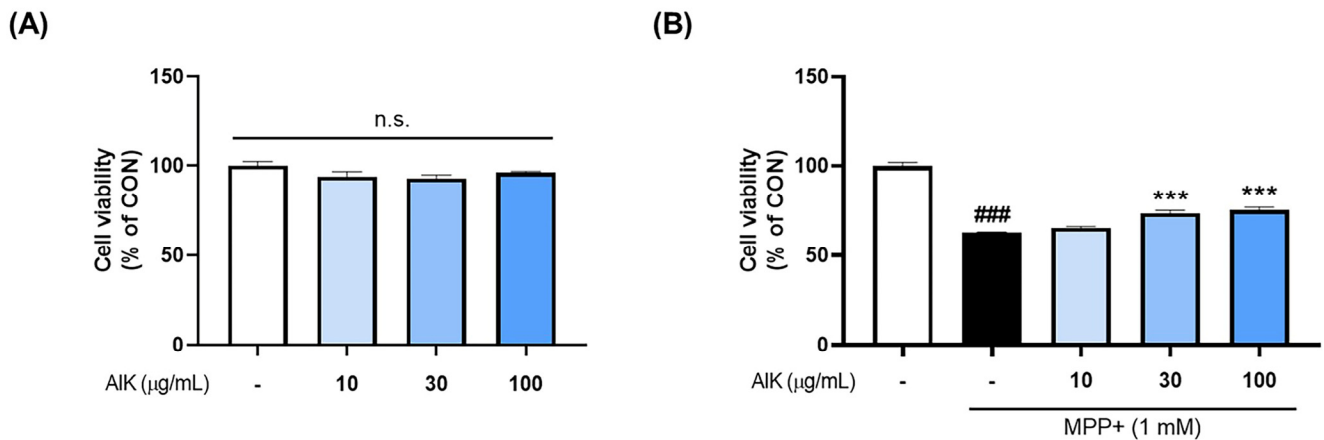 (A)
150
100
50
0
Cell viability
(% of CON)
n.s.
AIK (μg/mL) - 10 30 100
(B)
150
100
50
0
Cell viability
(% of CON)
###
***
***
AIK (μg/mL) - - 10 30 100
MPP+ (1 mM)